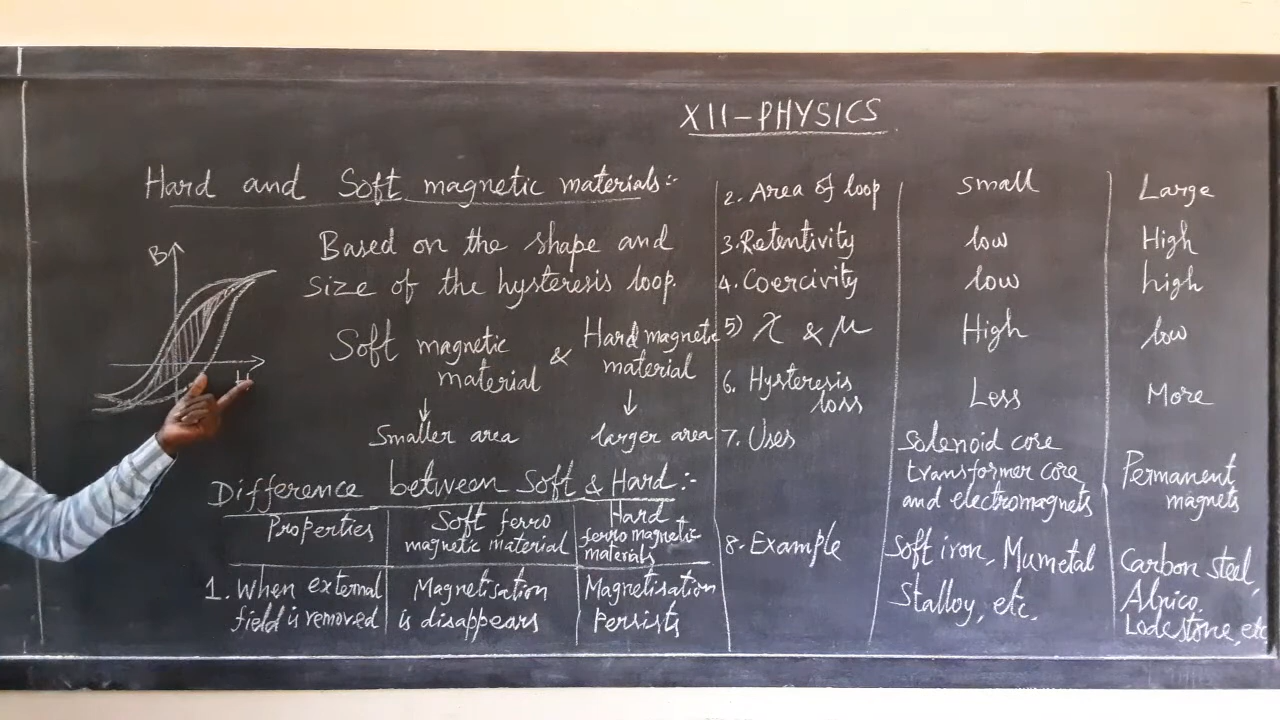 XII-PHYSICS
Hard and Soft magnetic materials:-
B
H
Based on the shape and
size of the hysteresis loop.
Soft magnetic
material
&
Hard magnetic
material
↓
↓
Smaller area
larger area
Difference between Soft & Hard:-
Properties
Soft ferro
magnetic material
Hard
ferro magnetic
materials
1. When external
field is removed
Magnetisation
is disappears
Magnetisation
Persists
2. Area of loop
Small
Large
3. Retentivity
low
High
4. Coercivity
low
high
5) χ & μ
High
low
6. Hysteresis
loss
Less
More
7. Uses
Solenoid core
transformer core
and electromagnets
Permanent
magnets
8. Example
Soft iron, Mumetal
Stalloy, etc.
Carbon steel,
Alnico,
Lodestone, etc